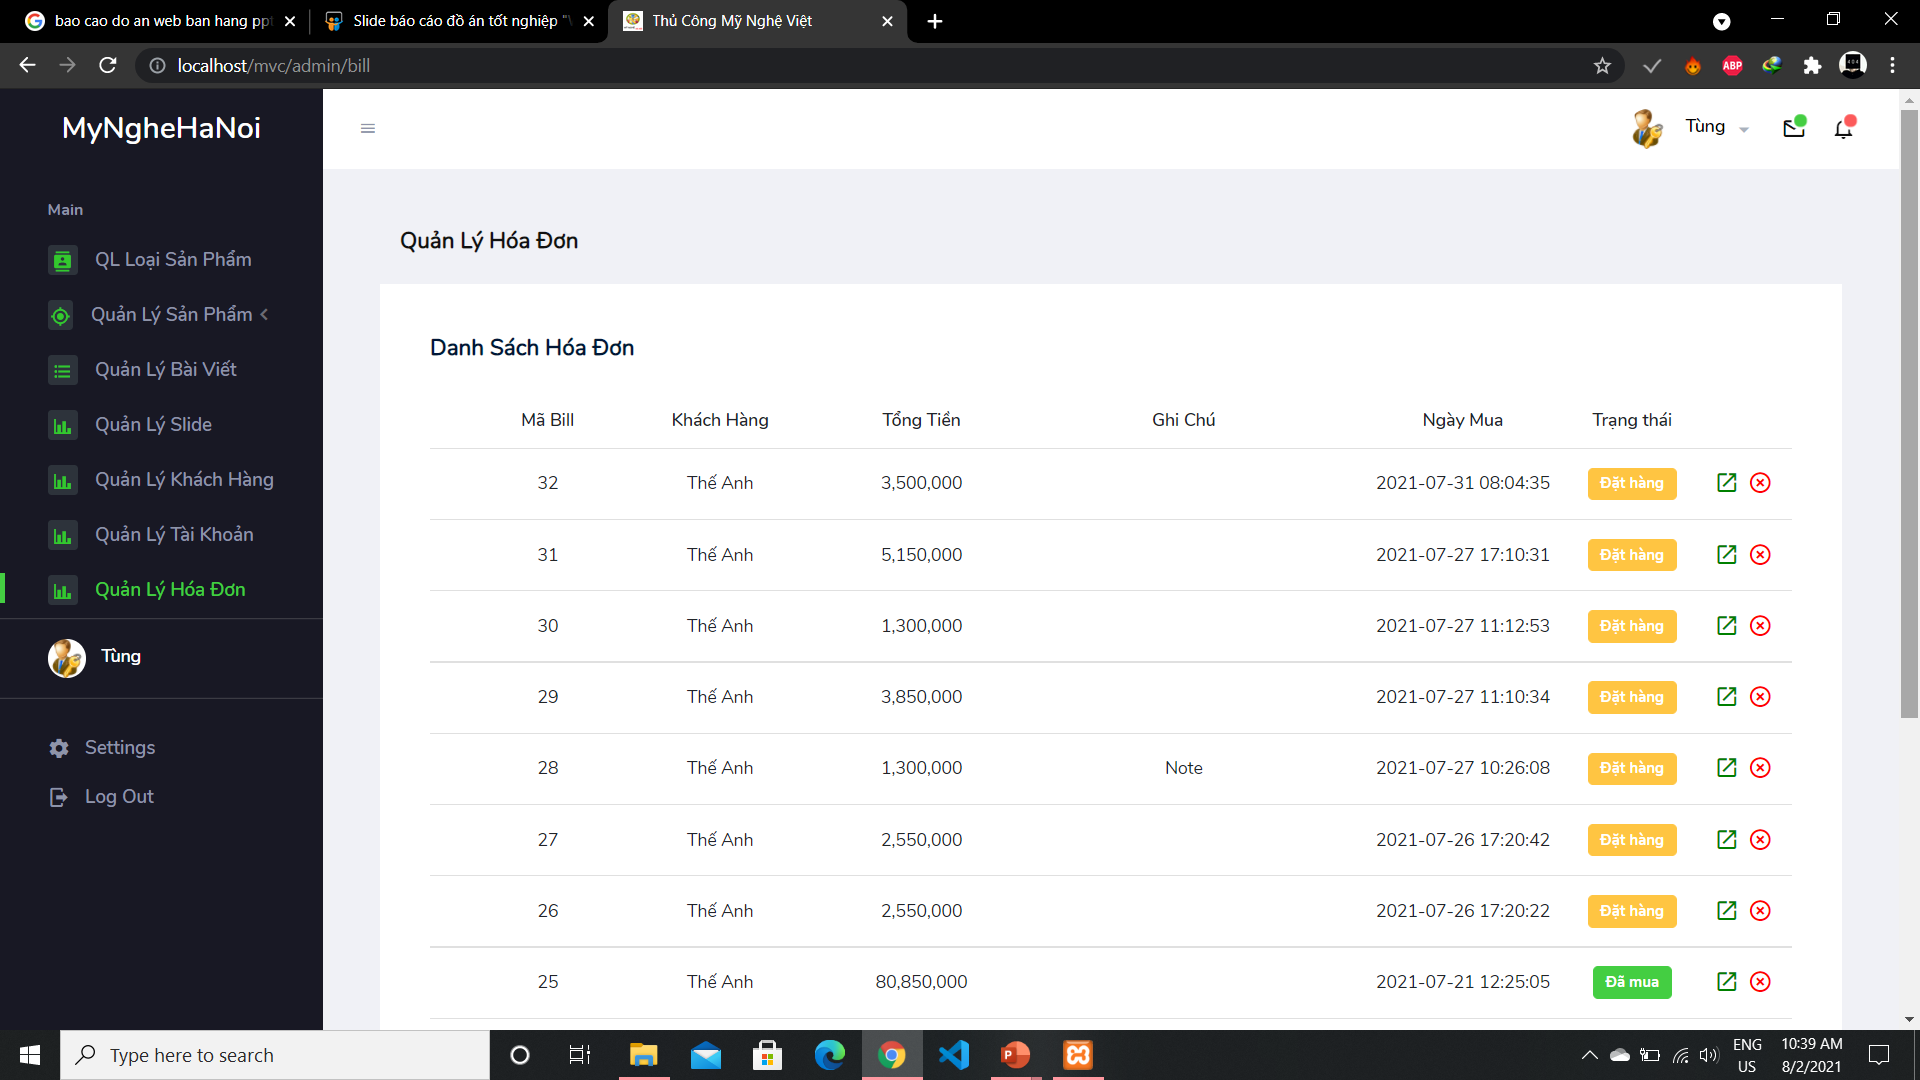 bao cao do an web ban hang ppt
Slide báo cáo đồ án tốt nghiệp "
Thủ Công Mỹ Nghệ Việt
localhost/mvc/admin/bill
ABP
MyNgheHaNoi
Tùng
Main
QL Loại Sản Phẩm
Quản Lý Sản Phẩm
Quản Lý Bài Viết
Quản Lý Slide
Quản Lý Khách Hàng
Quản Lý Tài Khoản
Quản Lý Hóa Đơn
Tùng
Settings
Log Out
Quản Lý Hóa Đơn
Danh Sách Hóa Đơn
Mã Bill Khách Hàng Tổng Tiền Ghi Chú Ngày Mua Trạng thái
32 Thế Anh 3,500,000 2021-07-31 08:04:35 Đặt hàng
31 Thế Anh 5,150,000 2021-07-27 17:10:31 Đặt hàng
30 Thế Anh 1,300,000 2021-07-27 11:12:53 Đặt hàng
29 Thế Anh 3,850,000 2021-07-27 11:10:34 Đặt hàng
28 Thế Anh 1,300,000 Note 2021-07-27 10:26:08 Đặt hàng
27 Thế Anh 2,550,000 2021-07-26 17:20:42 Đặt hàng
26 Thế Anh 2,550,000 2021-07-26 17:20:22 Đặt hàng
25 Thế Anh 80,850,000 2021-07-21 12:25:05 Đã mua
Type here to search
ENG
US
10:39 AM
8/2/2021